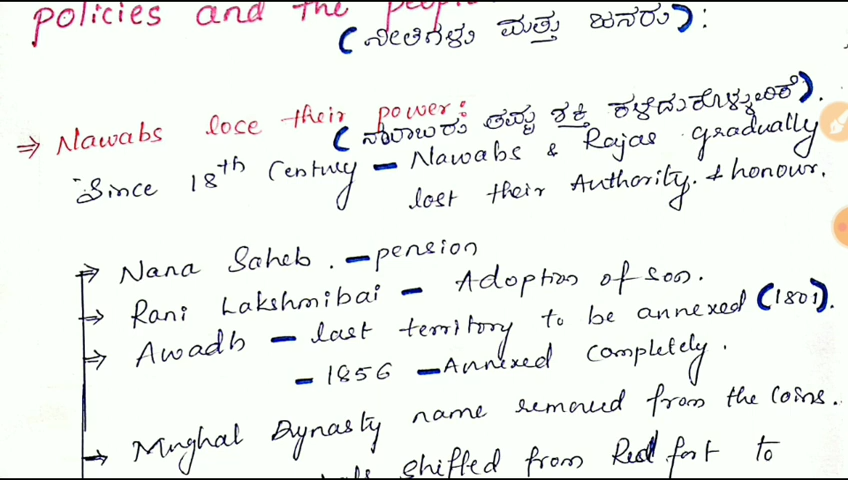 policies and the
(ನೀತಿಗಳು ಮತ್ತು ಜನರು):
⇒ Nawabs lose their power:
(ನವಾಬರು ತಮ್ಮ ಶಕ್ತಿ ಕಳೆದುಕೊಳ್ಳುವಿಕೆ).
Since 18th Century - Nawabs & Rajas gradually
lost their Authority. & honour.
⇒ Nana Saheb. - pension
⇒ Rani Lakshmibai - Adoption of son.
⇒ Awadh - last territory to be annexed (1801).
- 1856 - Annexed completely.
⇒ Mughal Dynasty name removed from the coins.
shifted from Red fort to